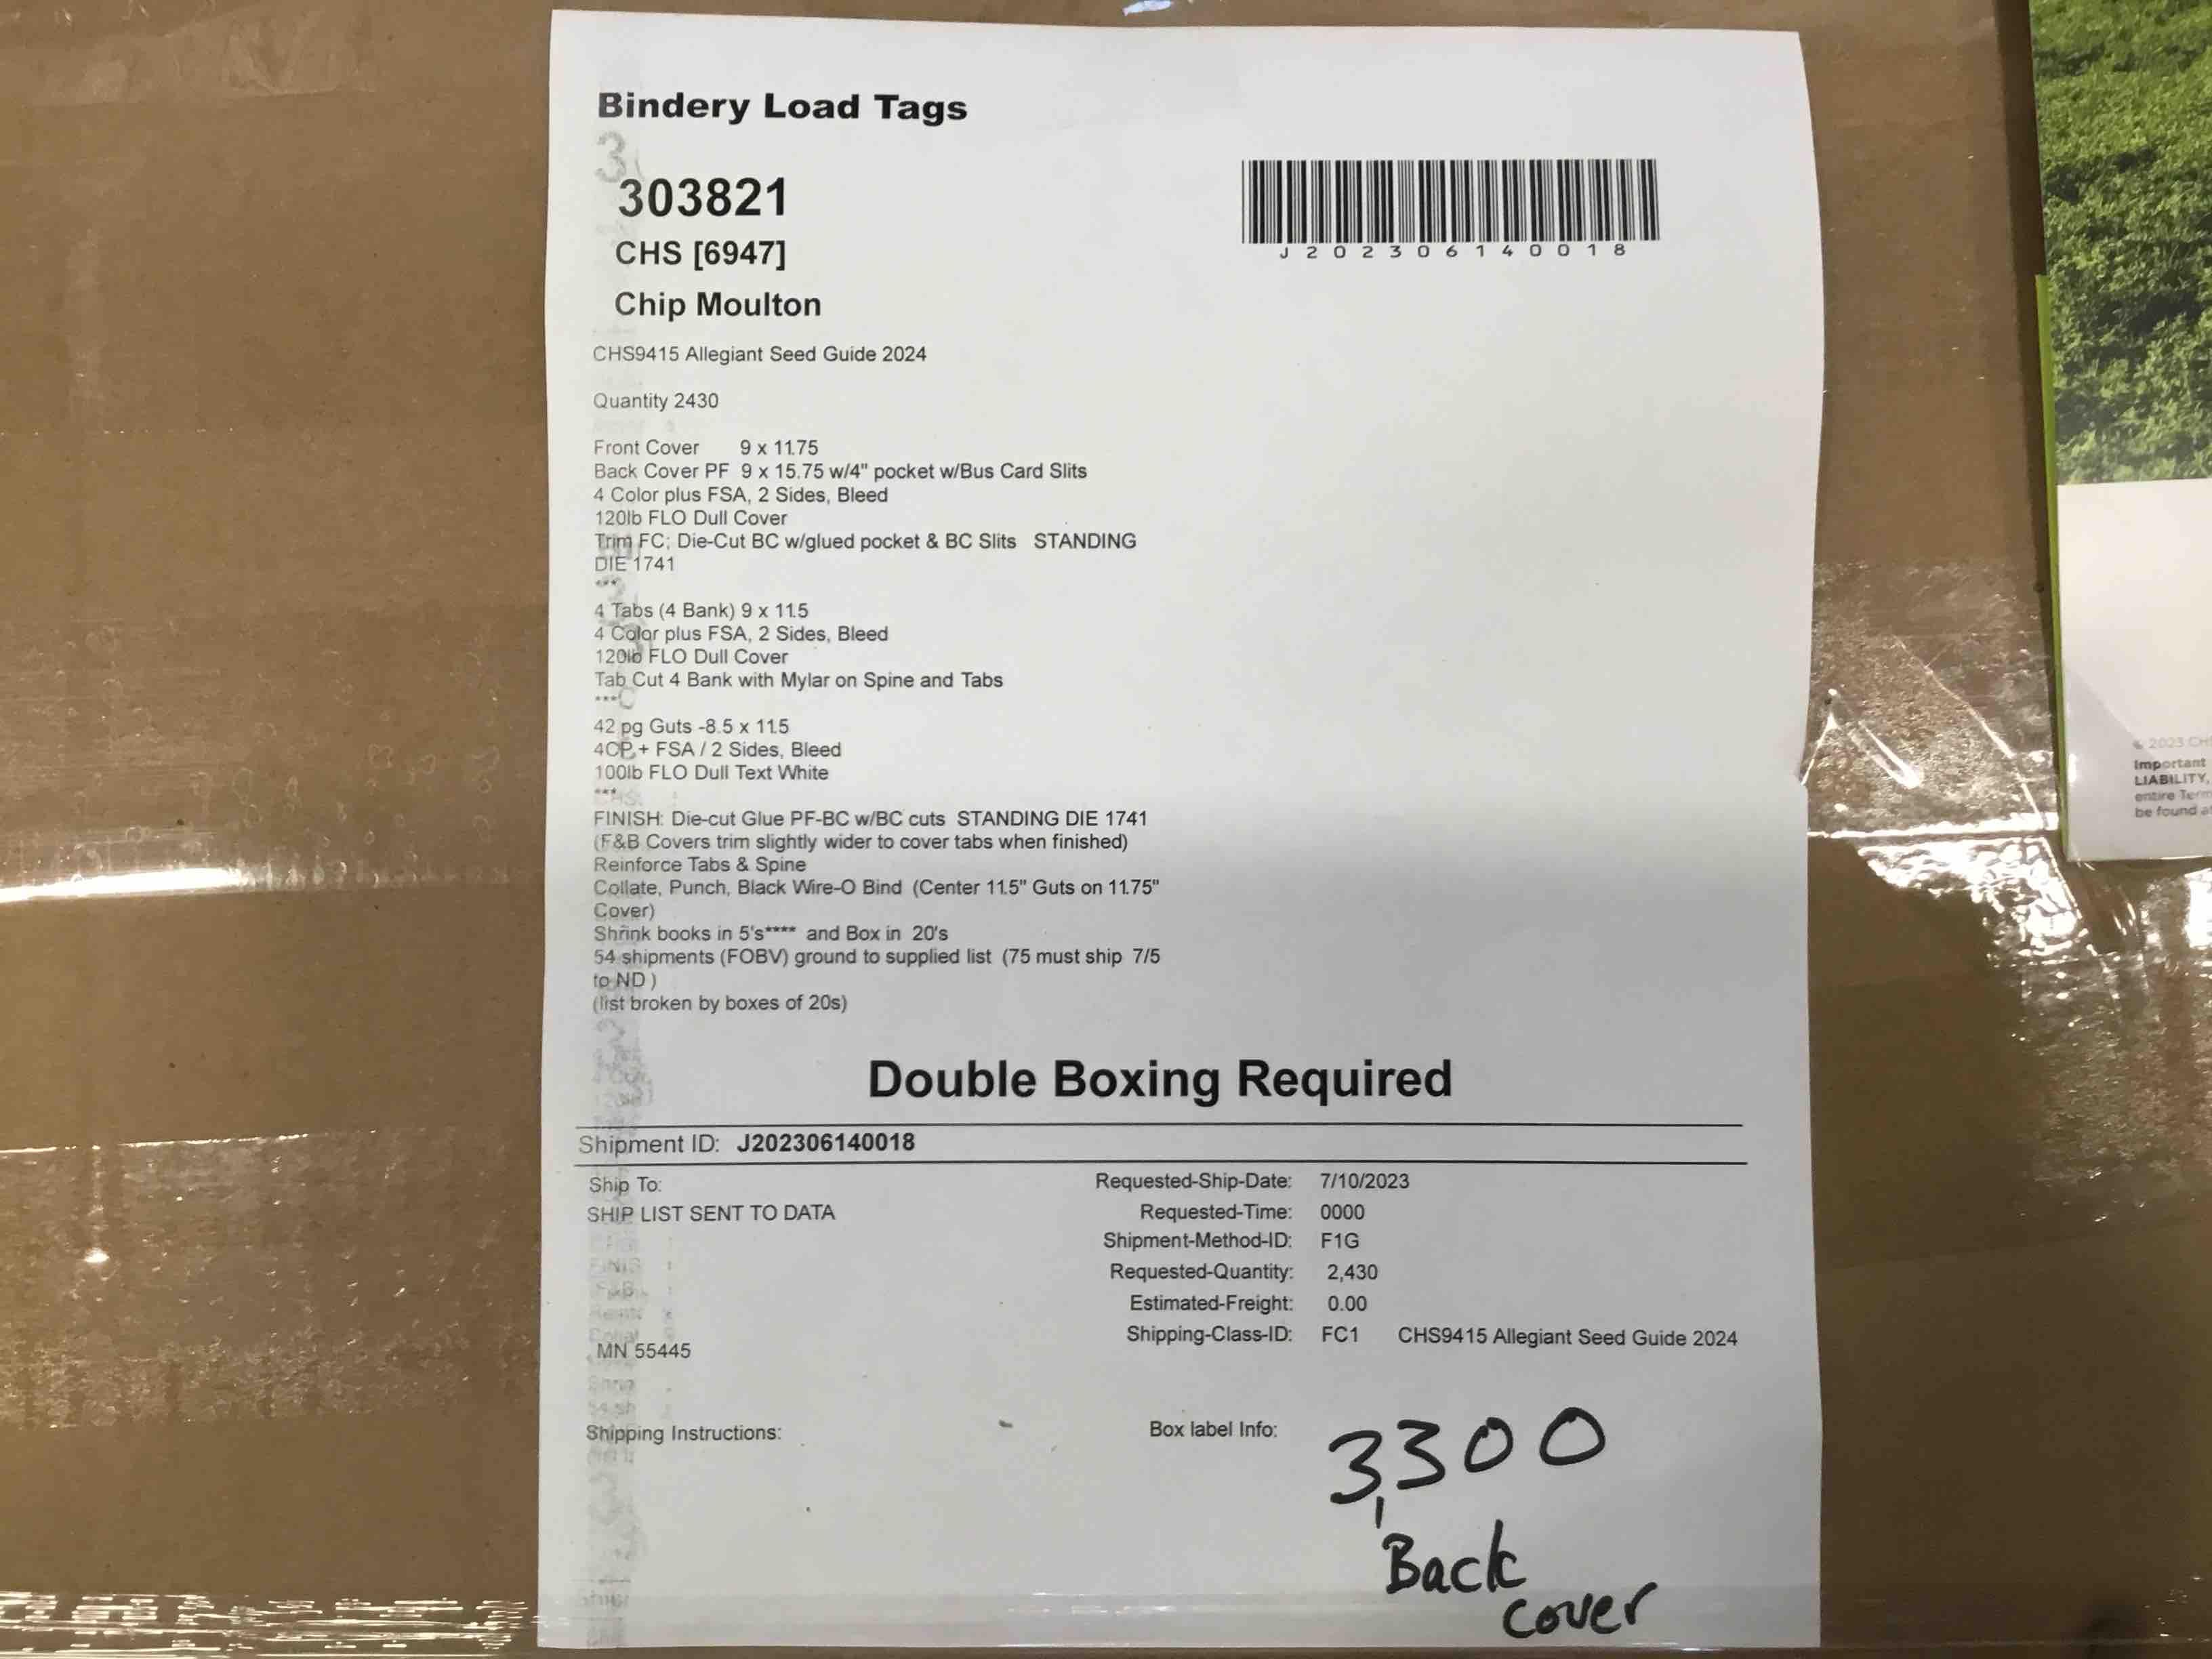 Bindery Load Tags
303821
CHS [6947]
Chip Moulton
J202306140018
CHS9415 Allegiant Seed Guide 2024
Quantity 2430
Front Cover 9 x 11.75
Back Cover PF 9 x 15.75 w/4" pocket w/Bus Card Slits
4 Color plus FSA, 2 Sides, Bleed
120lb FLO Dull Cover
Trim FC; Die-Cut BC w/glued pocket & BC Slits STANDING
DIE 1741
***
4 Tabs (4 Bank) 9 x 11.5
4 Color plus FSA, 2 Sides, Bleed
120lb FLO Dull Cover
Tab Cut 4 Bank with Mylar on Spine and Tabs
***
42 pg Guts -8.5 x 11.5
4CP + FSA / 2 Sides, Bleed
100lb FLO Dull Text White
***
FINISH: Die-cut Glue PF-BC w/BC cuts STANDING DIE 1741
(F&B Covers trim slightly wider to cover tabs when finished)
Reinforce Tabs & Spine
Collate, Punch, Black Wire-O Bind (Center 11.5" Guts on 11.75"
Cover)
Shrink books in 5's**** and Box in 20's
54 shipments (FOBV) ground to supplied list (75 must ship 7/5
to ND )
(list broken by boxes of 20s)
Double Boxing Required
Shipment ID: J202306140018
Ship To:
SHIP LIST SENT TO DATA
MN 55445
Requested-Ship-Date: 7/10/2023
Requested-Time: 0000
Shipment-Method-ID: F1G
Requested-Quantity: 2,430
Estimated-Freight: 0.00
Shipping-Class-ID: FC1 CHS9415 Allegiant Seed Guide 2024
Shipping Instructions:
Box label Info:
3,300
Back
cover
© 2023 CH
Important
LIABILITY,
entire
be found